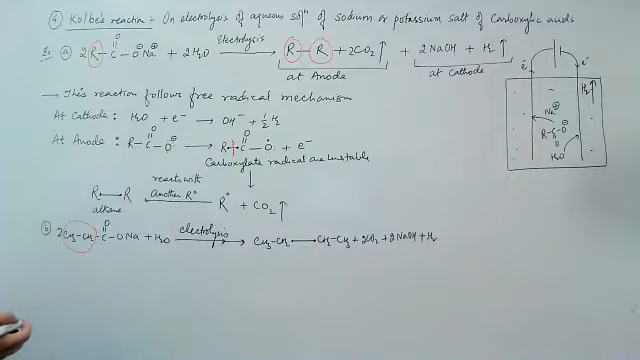 ④ Kolbe's reaction - On electrolysis of aqueous solⁿ of sodium or potassium salt of Carboxylic acids
Ex. ⓐ 2R-C(=O)-O⊖Na⊕ + 2H₂O —Electrolysis→ R-R + 2CO₂↑ + 2NaOH + H₂↑
at Anode at Cathode
→ This reaction follows free radical mechanism
At Cathode : H₂O + e⁻ → OH⁻ + ½H₂
At Anode : R-C(=O)-O⊖ → R-C(=O)-O• + e⁻
Carboxylate radical are unstable
R—R ←reacts with another R• R• + CO₂↑
alkane
ⓑ 2CH₃-CH₂-C(=O)-ONa + H₂O —electrolysis→ CH₃-CH₂—CH₂-CH₃ + 2CO₂ + 2NaOH + H₂
e⁻ e⁻
H₂↑
Na⊕
R-C-O⊖
O
H₂O